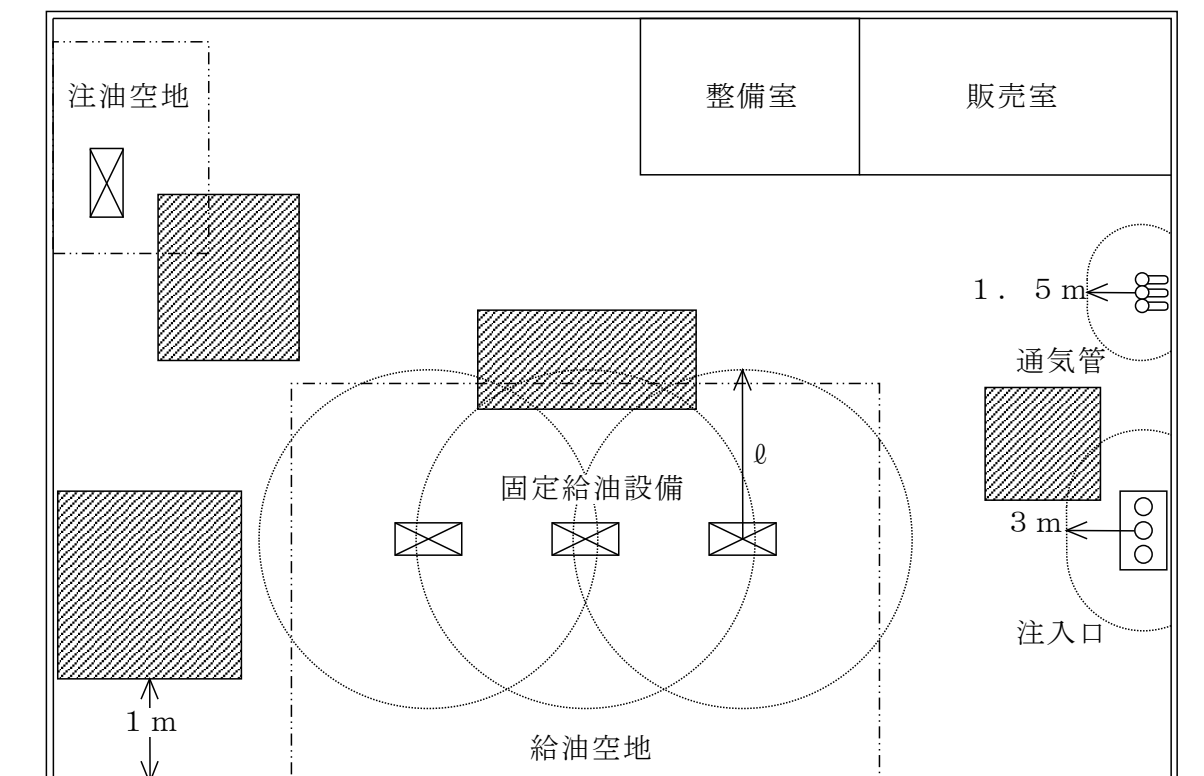 注油空地
整備室
販売室
１．５ｍ
通気管
ℓ
固定給油設備
３ｍ
注入口
１ｍ
給油空地